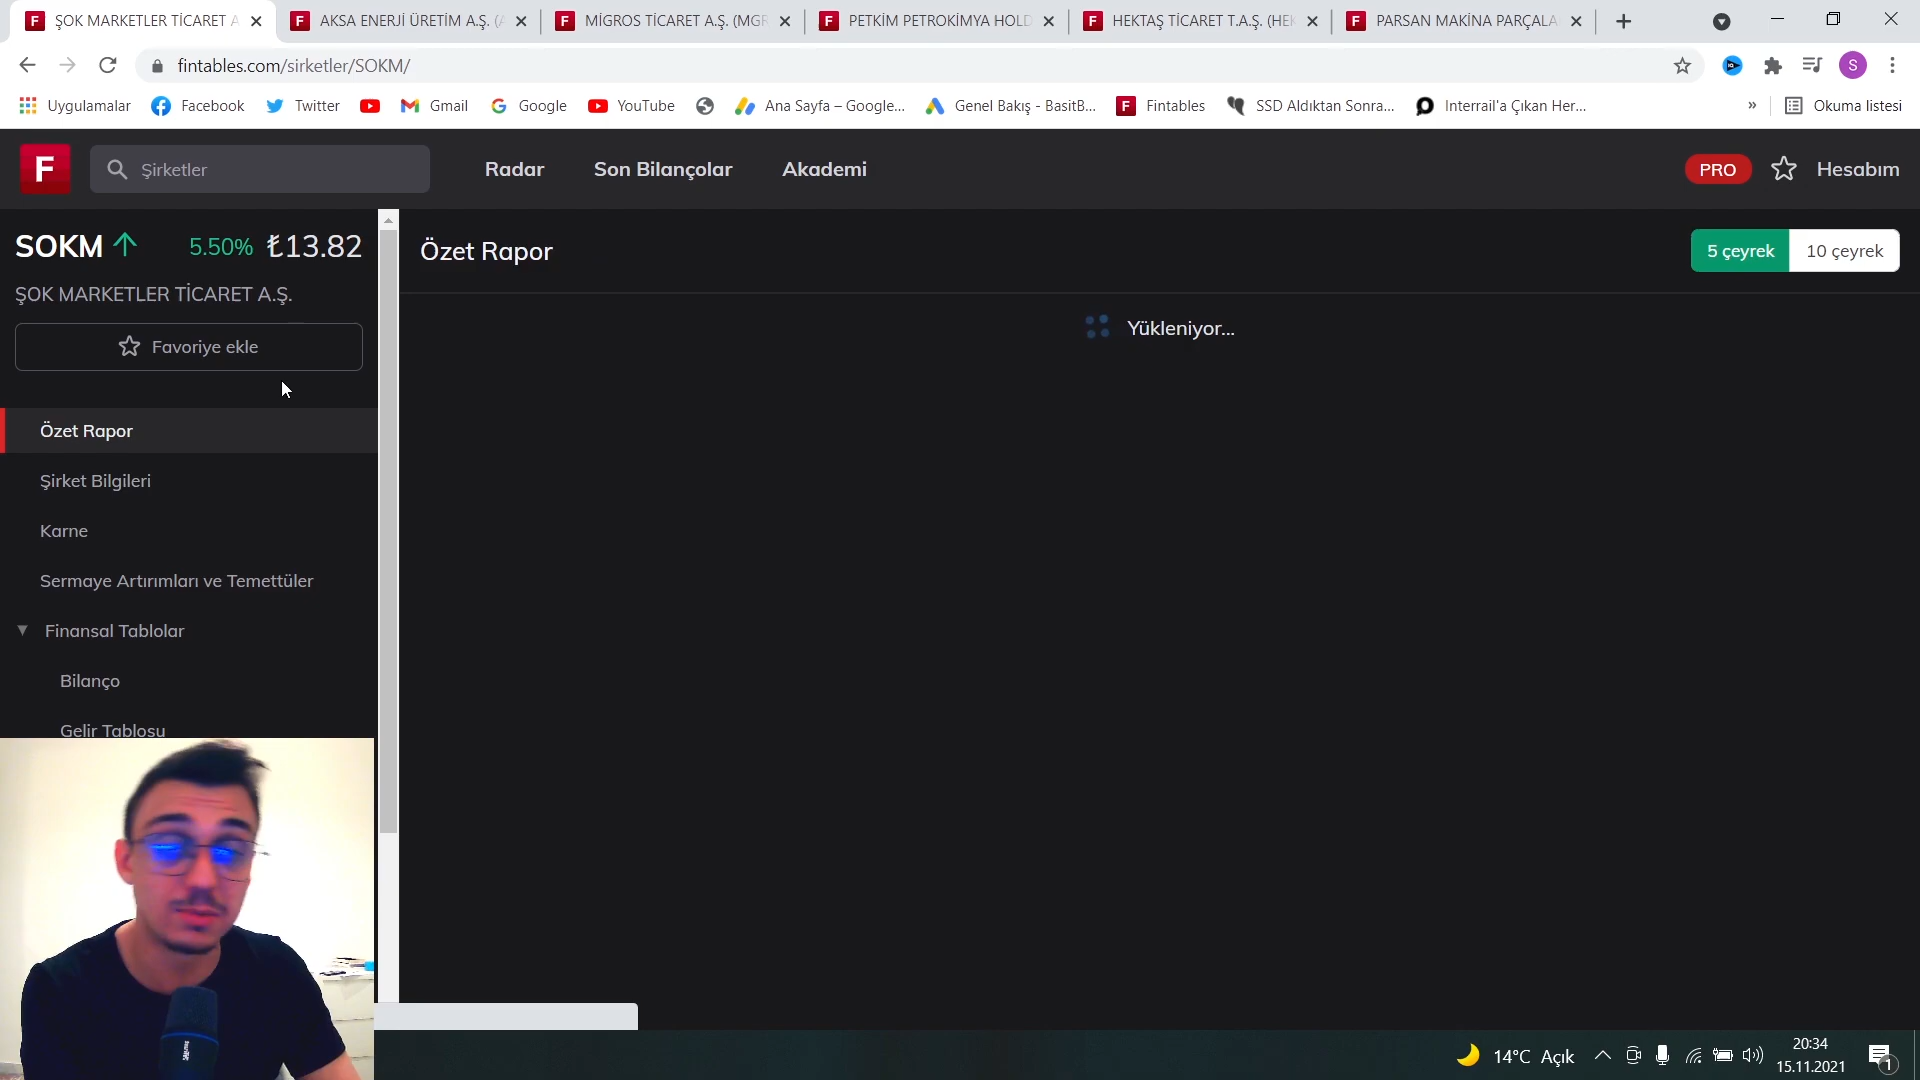 ŞOK MARKETLER TİCARET A
AKSA ENERJİ ÜRETİM A.Ş. (A
MİGROS TİCARET A.Ş. (MGR
PETKİM PETROKİMYA HOLD
HEKTAŞ TİCARET T.A.Ş. (HEK
PARSAN MAKİNA PARÇALA
fintables.com/sirketler/SOKM/
S
Uygulamalar
Facebook
Twitter
Gmail
Google
YouTube
Ana Sayfa – Google...
Genel Bakış - BasitB...
Fintables
SSD Aldıktan Sonra...
Interrail'a Çıkan Her...
»
Okuma listesi
F
Şirketler
Radar
Son Bilançolar
Akademi
PRO
Hesabım
SOKM
5.50%
₺13.82
ŞOK MARKETLER TİCARET A.Ş.
Favoriye ekle
Özet Rapor
Şirket Bilgileri
Karne
Sermaye Artırımları ve Temettüler
Finansal Tablolar
Bilanço
Gelir Tablosu
Özet Rapor
5 çeyrek
10 çeyrek
Yükleniyor...
14°C Açık
20:34
15.11.2021
1